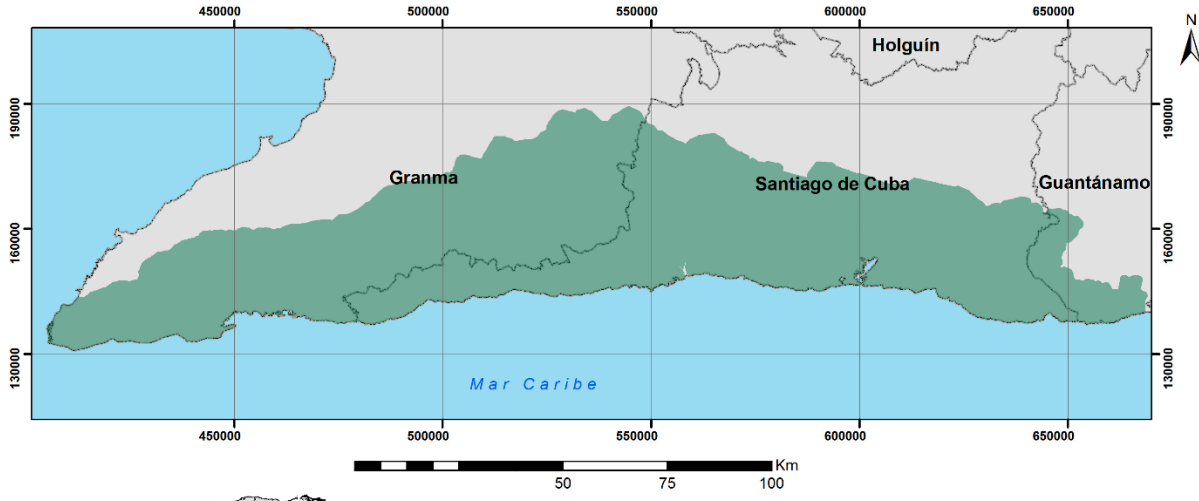 450000 500000 550000 600000 650000
N
Holguín
190000 190000
Granma Santiago de Cuba Guantánamo
160000 160000
130000 130000
Mar Caribe
450000 500000 550000 600000 650000
Km
50 75 100